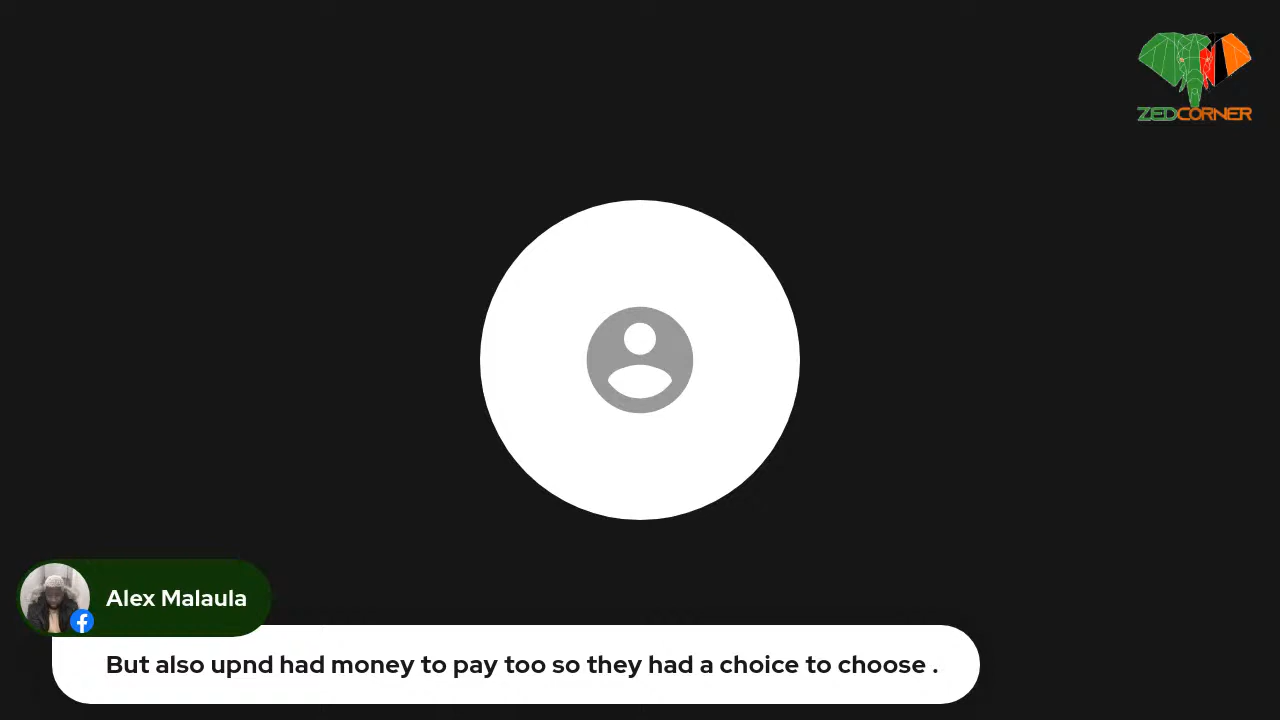 ZEDCORNER
Alex Malaula
But also upnd had money to pay too so they had a choice to choose .